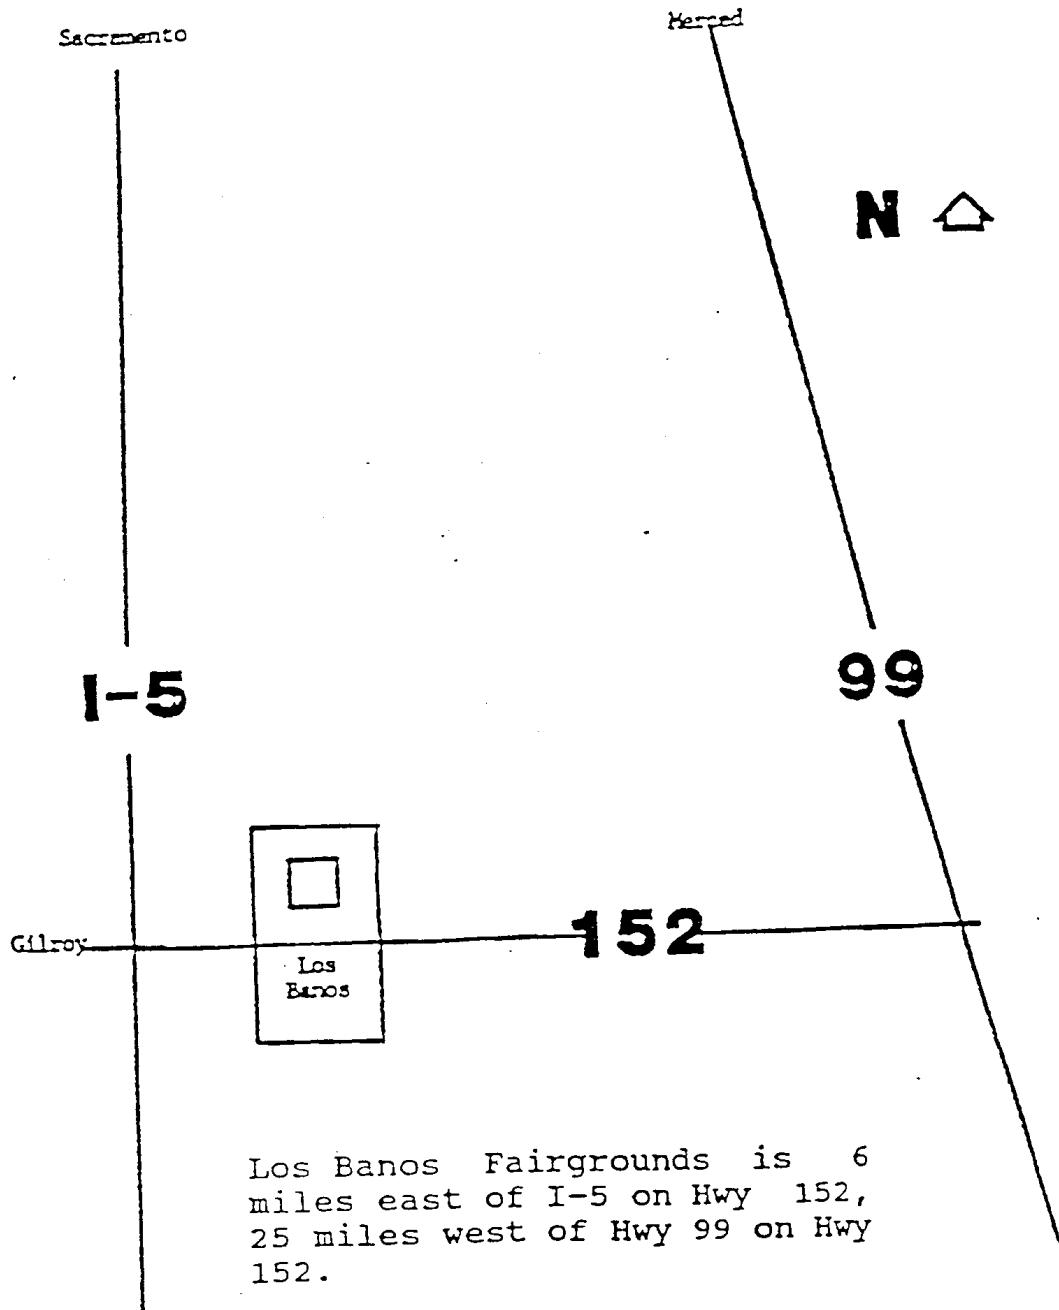 Sacramento
Merced
N
I-5
99
Gilroy
152
Los
Banos
Los Banos Fairgrounds is 6
miles east of I-5 on Hwy 152,
25 miles west of Hwy 99 on Hwy
152.